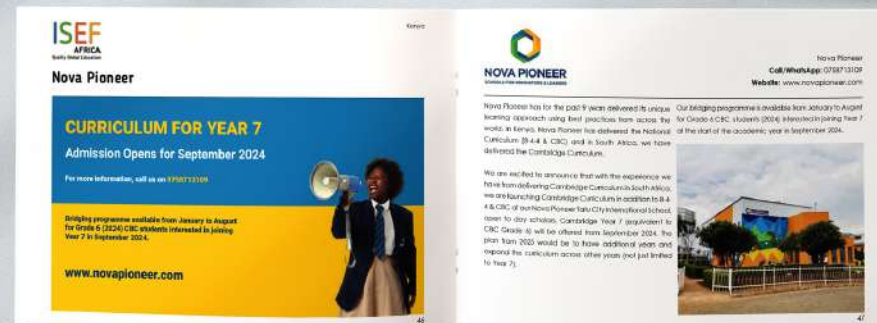 ISEF
AFRICA
Quality Global Education
Kenya
Nova Pioneer
CURRICULUM FOR YEAR 7
Admission Opens for September 2024
For more information, call us on 0758713109
Bridging programme available from January to August
for Grade 6 (2024) CBC students interested in joining
Year 7 in September 2024.
www.novapioneer.com
46
NOVA PIONEER
SCHOOLS FOR INNOVATORS & LEADERS
Nova Pioneer
Call/WhatsApp: 0758713109
Website: www.novapioneer.com
Nova Pioneer has for the past 9 years delivered its unique
learning approach using best practices from across the
world. In Kenya, Nova Pioneer has delivered the National
Curriculum (8-4-4 & CBC) and in South Africa, we have
delivered the Cambridge Curriculum.
We are excited to announce that with the experience we
have from delivering Cambridge Curriculum in South Africa,
we are launching Cambridge Curriculum in addition to 8-4-
4 & CBC at our Nova Pioneer Tatu City International School,
open to day scholars. Cambridge Year 7 (equivalent to
CBC Grade 6) will be offered from September 2024. The
plan from 2025 would be to have additional years and
expand the curriculum across other years (not just limited
to Year 7).
Our bridging programme is available from January to August
for Grade 6 CBC students (2024) interested in joining Year 7
at the start of the academic year in September 2024.
47